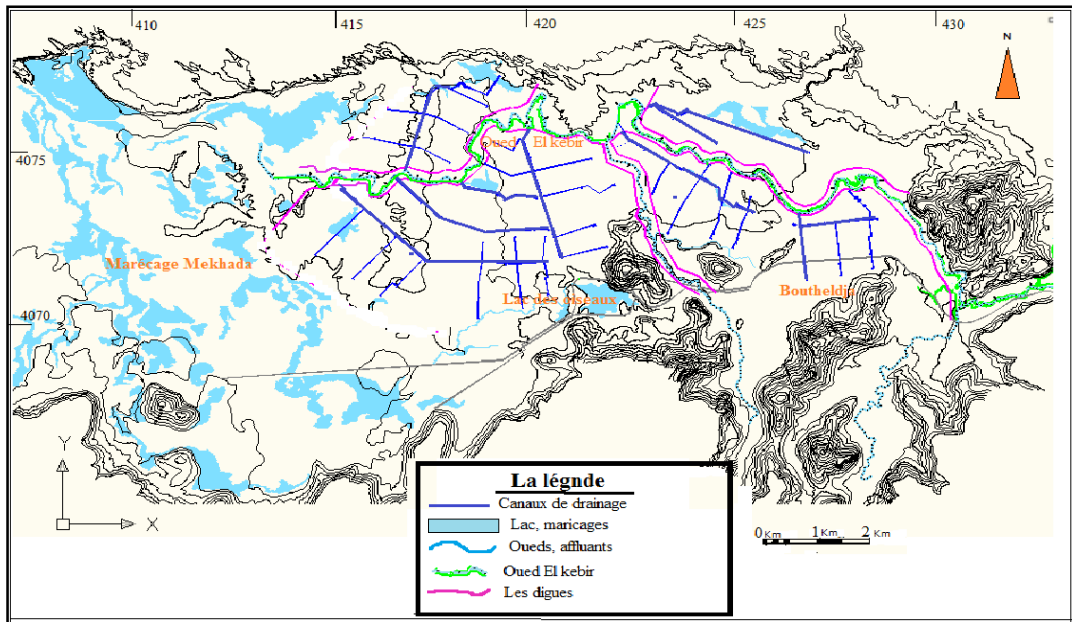 410 415 420 425 430
N
4075
Oued El kebir
Marécage Mekhada
Lac des oiseaux
Boutheldja
4070
Y
X
La légnde
Canaux de drainage
Lac, maricages
Oueds, affluants
Oued El kebir
Les digues
0 Km 1 Km 2 Km